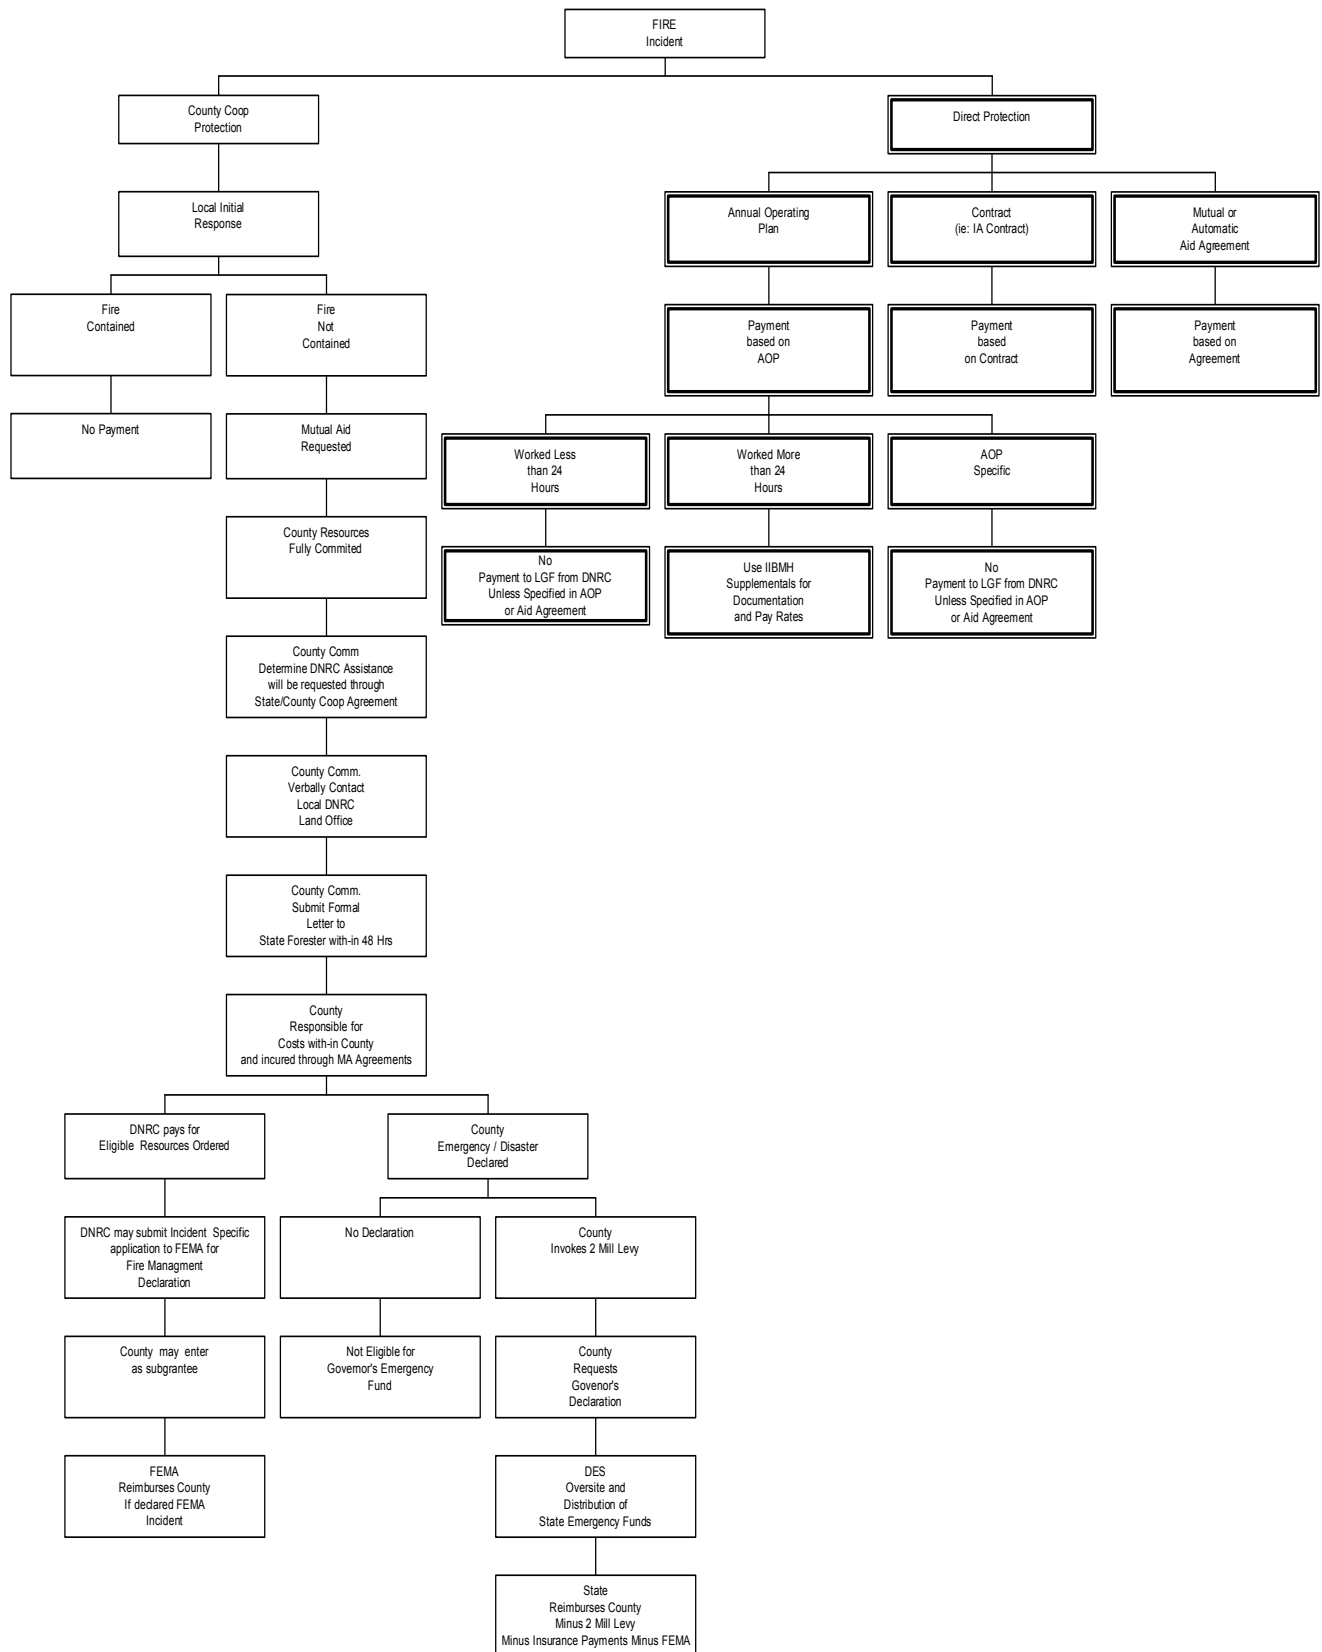 FIRE
Incident
County Coop
Protection
Direct Protection
Local Initial
Response
Annual Operating
Plan
Contract
(ie: IA Contract)
Mutual or
Automatic
Aid Agreement
Fire
Contained
Fire
Not
Contained
Payment
based on
AOP
Payment
based
on Contract
Payment
based on
Agreement
No Payment
Mutual Aid
Requested
Worked Less
than 24
Hours
Worked More
than 24
Hours
AOP
Specific
County Resources
Fully Commited
No
Payment to LGF from DNRC
Unless Specified in AOP
or Aid Agreement
Use IIBMH
Supplementals for
Documentation
and Pay Rates
No
Payment to LGF from DNRC
Unless Specified in AOP
or Aid Agreement
County Comm
Determine DNRC Assistance
will be requested through
State/County Coop Agreement
County Comm.
Verbally Contact
Local DNRC
Land Office
County Comm.
Submit Formal
Letter to
State Forester with-in 48 Hrs
County
Responsible for
Costs with-in County
and incured through MA Agreements
DNRC pays for
Eligible Resources Ordered
County
Emergency / Disaster
Declared
DNRC may submit Incident Specific
application to FEMA for
Fire Managment
Declaration
No Declaration
County
Invokes 2 Mill Levy
County may enter
as subgrantee
Not Eligible for
Governor's Emergency
Fund
County
Requests
Govenor's
Declaration
FEMA
Reimburses County
If declared FEMA
Incident
DES
Oversite and
Distribution of
State Emergency Funds
State
Reimburses County
Minus 2 Mill Levy
Minus Insurance Payments Minus FEMA